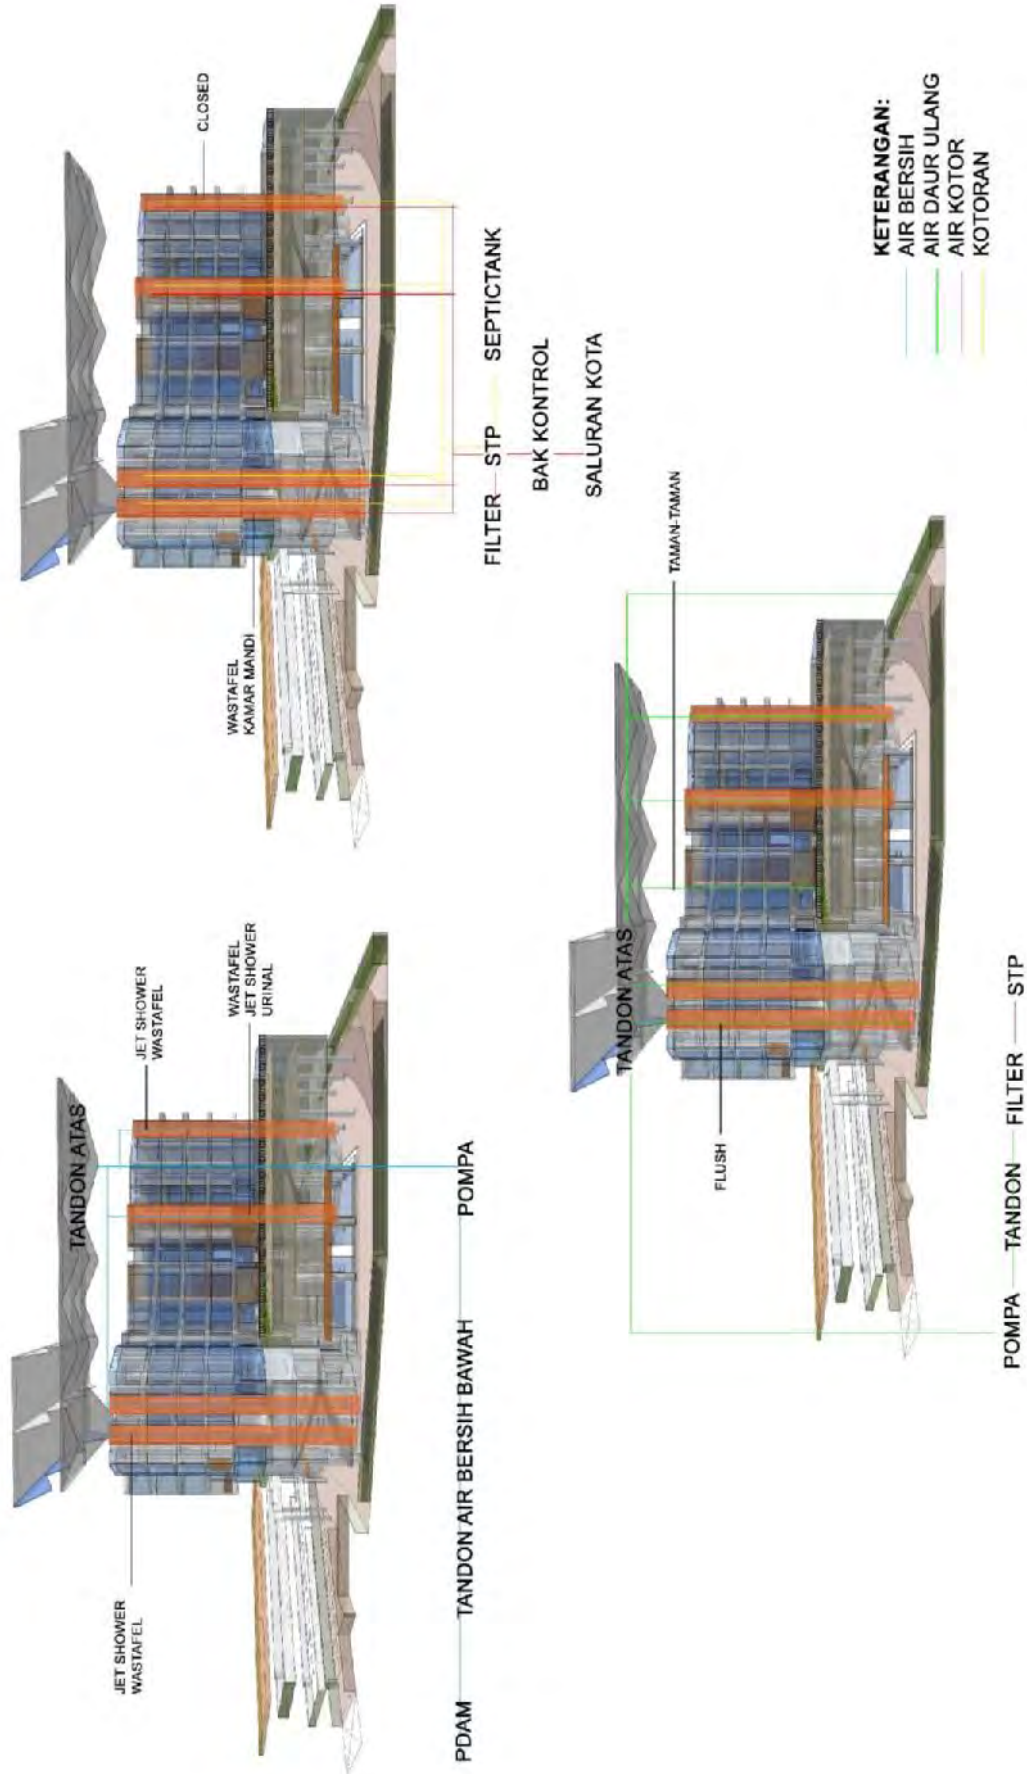 TANDON ATAS
JET SHOWER
WASTAFEL
JET SHOWER
WASTAFEL
WASTAFEL
JET SHOWER
URINAL
PDAM
TANDON AIR BERSIH BAWAH
POMPA
CLOSED
WASTAFEL
KAMAR MANDI
FILTER
STP
SEPTICTANK
BAK KONTROL
SALURAN KOTA
TANDON ATAS
TAMAN-TAMAN
FLUSH
POMPA
TANDON
FILTER
STP
KETERANGAN:
AIR BERSIH
AIR DAUR ULANG
AIR KOTOR
KOTORAN